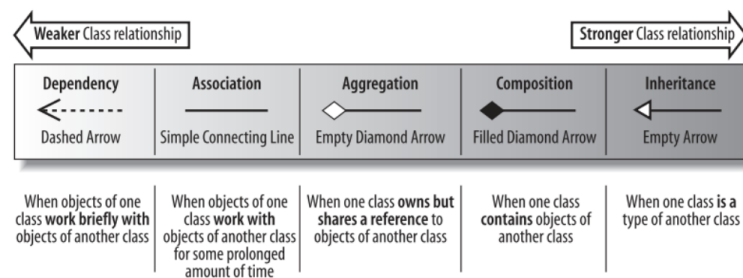 Weaker Class relationship
Stronger Class relationship
Dependency
Dashed Arrow
Association
Simple Connecting Line
Aggregation
Empty Diamond Arrow
Composition
Filled Diamond Arrow
Inheritance
Empty Arrow
When objects of one
class work briefly with
objects of another class
When objects of one
class work with
objects of another class
for some prolonged
amount of time
When one class owns but
shares a reference to
objects of another class
When one class
contains objects of
another class
When one class is a
type of another class